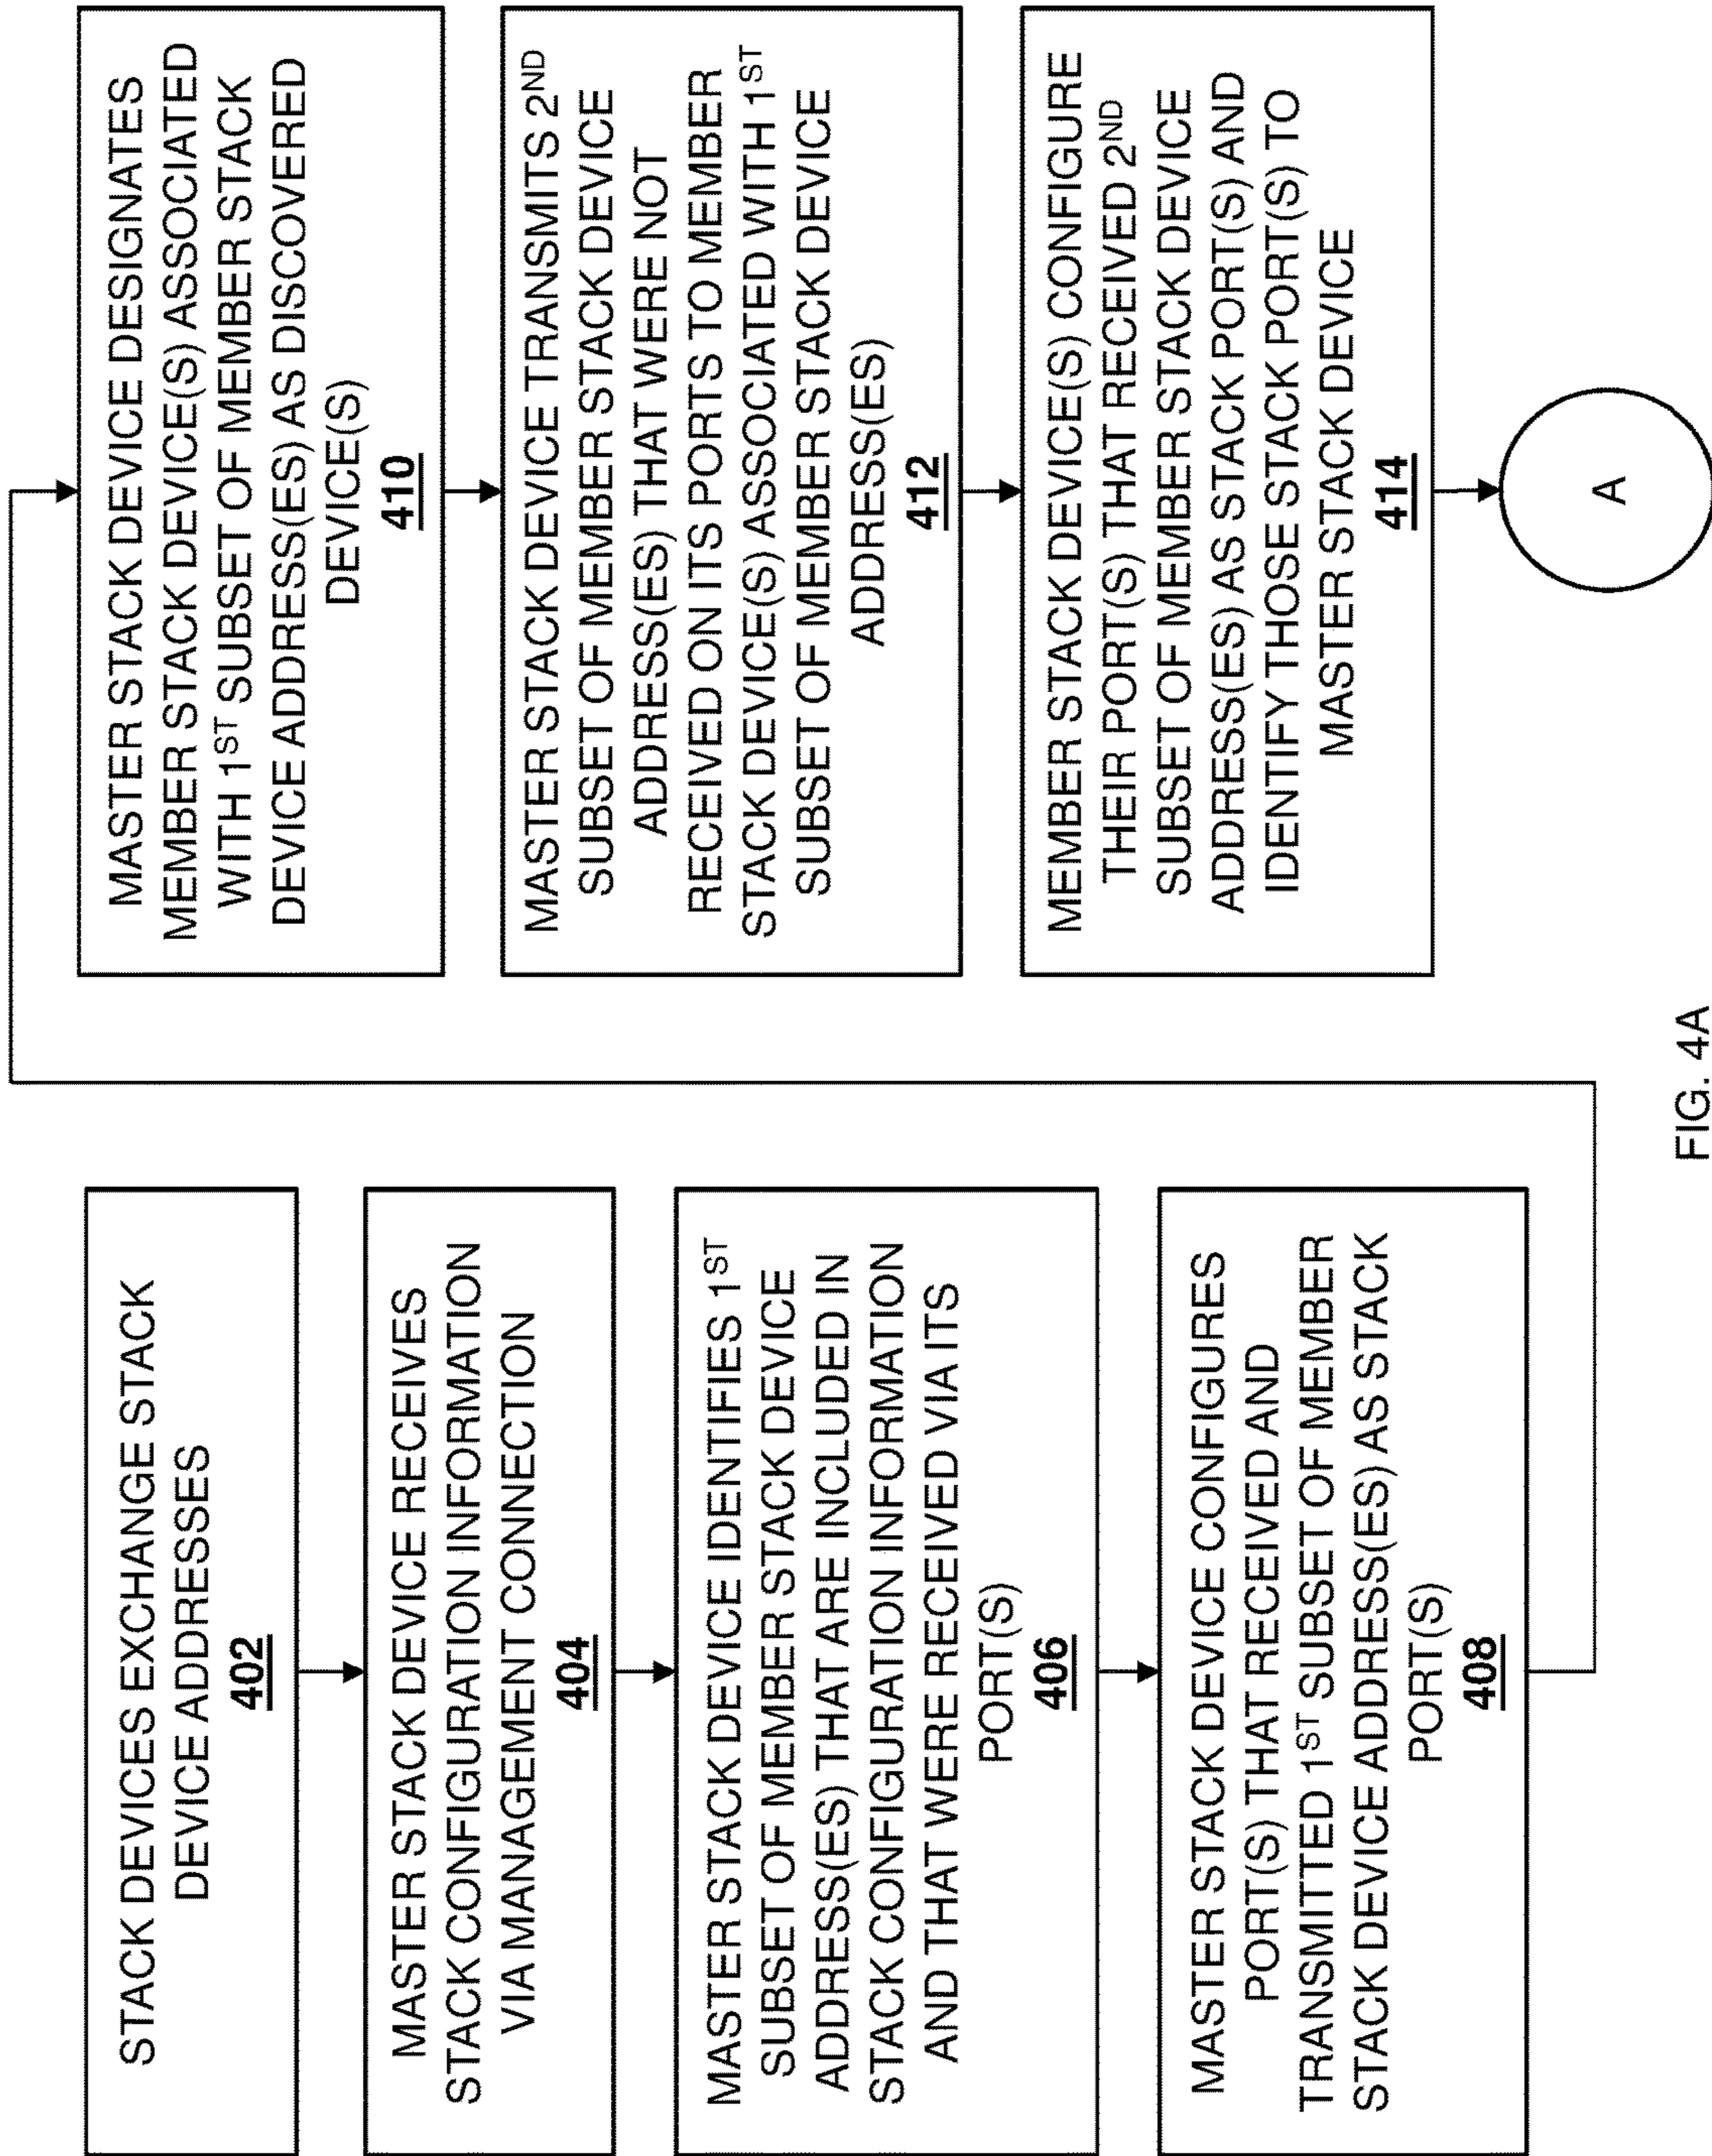 STACK DEVICES EXCHANGE STACK
DEVICE ADDRESSES
402
MASTER STACK DEVICE RECEIVES
STACK CONFIGURATION INFORMATION
VIA MANAGEMENT CONNECTION
404
MASTER STACK DEVICE IDENTIFIES 1ST
SUBSET OF MEMBER STACK DEVICE
ADDRESS(ES) THAT ARE INCLUDED IN
STACK CONFIGURATION INFORMATION
AND THAT WERE RECEIVED VIA ITS
PORT(S)
406
MASTER STACK DEVICE CONFIGURES
PORT(S) THAT RECEIVED AND
TRANSMITTED 1ST SUBSET OF MEMBER
STACK DEVICE ADDRESS(ES) AS STACK
PORT(S)
408
MASTER STACK DEVICE DESIGNATES
MEMBER STACK DEVICE(S) ASSOCIATED
WITH 1ST SUBSET OF MEMBER STACK
DEVICE ADDRESS(ES) AS DISCOVERED
DEVICE(S)
410
MASTER STACK DEVICE TRANSMITS 2ND
SUBSET OF MEMBER STACK DEVICE
ADDRESS(ES) THAT WERE NOT
RECEIVED ON ITS PORTS TO MEMBER
STACK DEVICE(S) ASSOCIATED WITH 1ST
SUBSET OF MEMBER STACK DEVICE
ADDRESS(ES)
412
MEMBER STACK DEVICE(S) CONFIGURE
THEIR PORT(S) THAT RECEIVED 2ND
SUBSET OF MEMBER STACK DEVICE
ADDRESS(ES) AS STACK PORT(S) AND
IDENTIFY THOSE STACK PORT(S) TO
MASTER STACK DEVICE
414
A
FIG. 4A